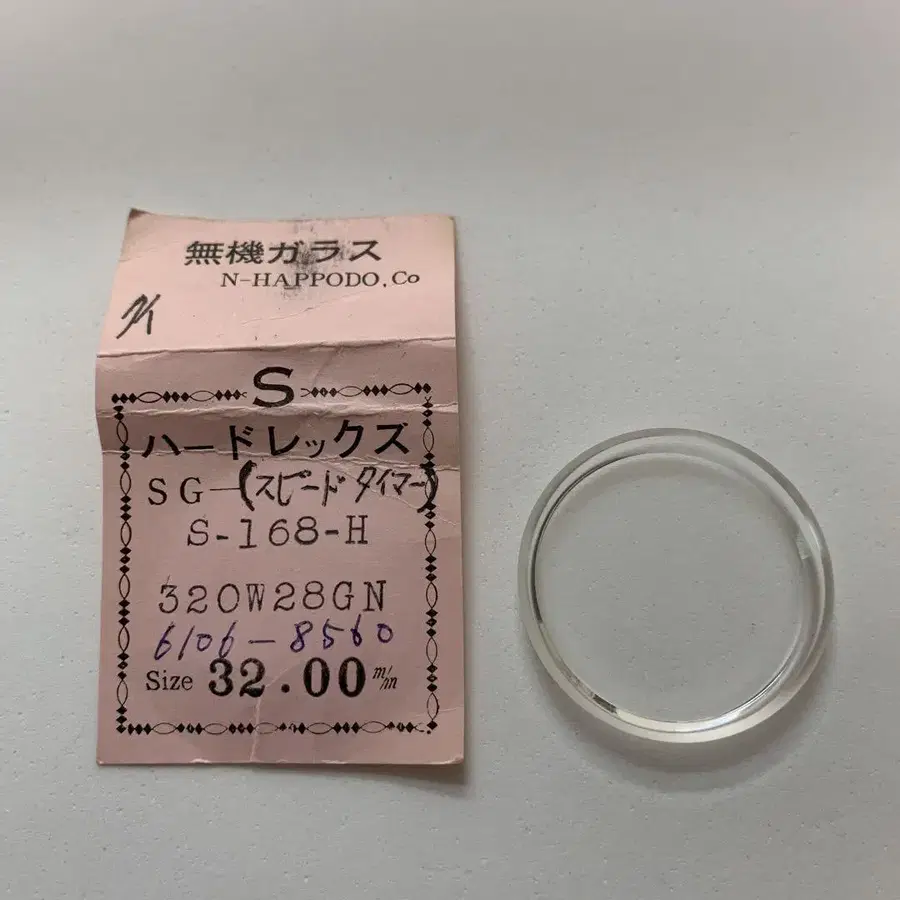 無機ガラス
N-HAPPODO.Co
S
ハードレックス
SG-(スピードタイマー)
S-168-H
320W28GN
6106-8560
Size 32.00 m/m